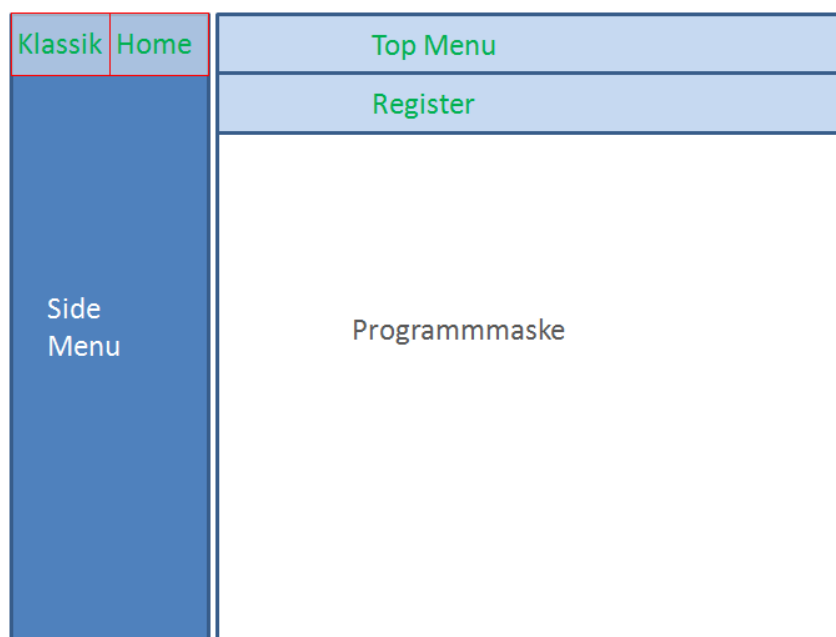 Klassik Home
Top Menu
Register
Side
Menu
Programmmaske